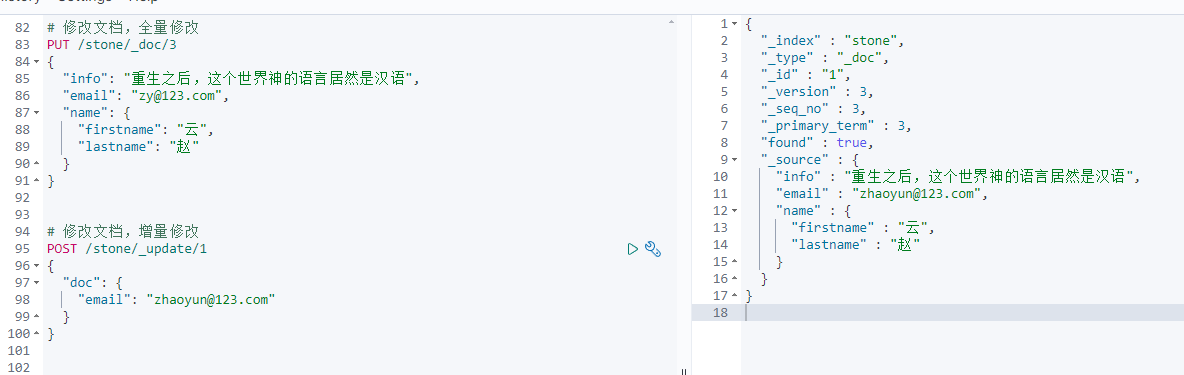 82 # 修改文档，全量修改
83 PUT /stone/_doc/3
84 {
85 "info": "重生之后，这个世界神的语言居然是汉语",
86 "email": "zy@123.com",
87 "name": {
88 "firstname": "云",
89 "lastname": "赵"
90 }
91 }
92
93
94 # 修改文档，增量修改
95 POST /stone/_update/1
96 {
97 "doc": {
98 "email": "zhaoyun@123.com"
99 }
100 }
101
102
1 {
2 "_index" : "stone",
3 "_type" : "_doc",
4 "_id" : "1",
5 "_version" : 3,
6 "_seq_no" : 3,
7 "_primary_term" : 3,
8 "found" : true,
9 "_source" : {
10 "info" : "重生之后，这个世界神的语言居然是汉语",
11 "email" : "zhaoyun@123.com",
12 "name" : {
13 "firstname" : "云",
14 "lastname" : "赵"
15 }
16 }
17 }
18